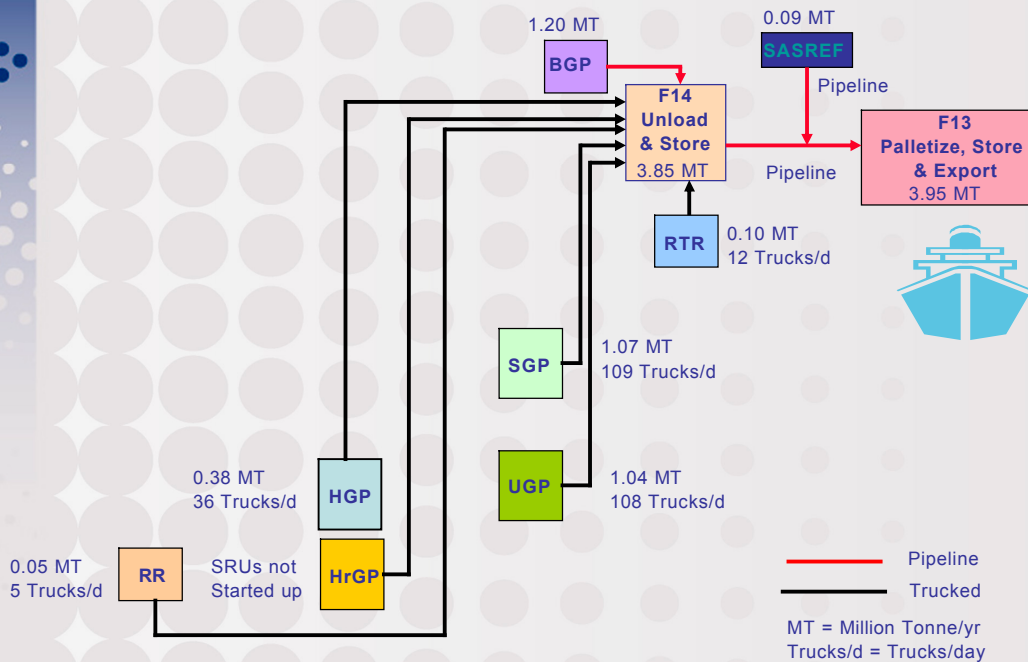 1.20 MT
BGP
0.09 MT
SASREF
Pipeline
F14
Unload
& Store
3.85 MT
Pipeline
F13
Palletize, Store
& Export
3.95 MT
RTR
0.10 MT
12 Trucks/d
SGP
1.07 MT
109 Trucks/d
0.38 MT
36 Trucks/d
HGP
UGP
1.04 MT
108 Trucks/d
0.05 MT
5 Trucks/d
RR
SRUs not
Started up
HrGP
Pipeline
Trucked
MT = Million Tonne/yr
Trucks/d = Trucks/day